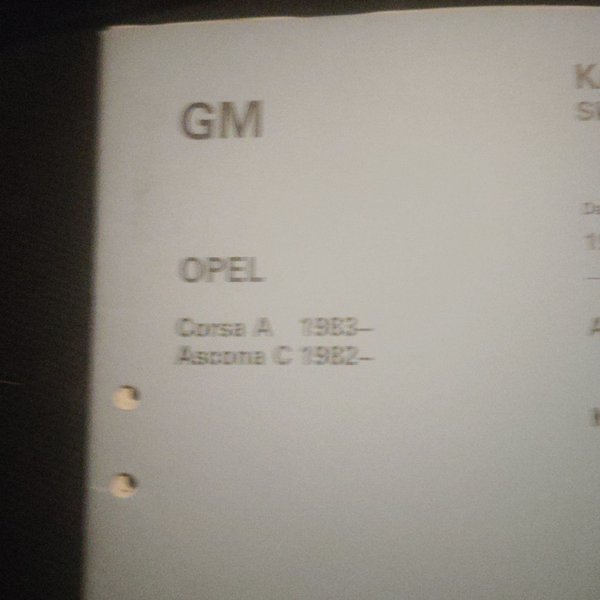 GM
OPEL
Corsa A 1983–
Ascona C 1982–